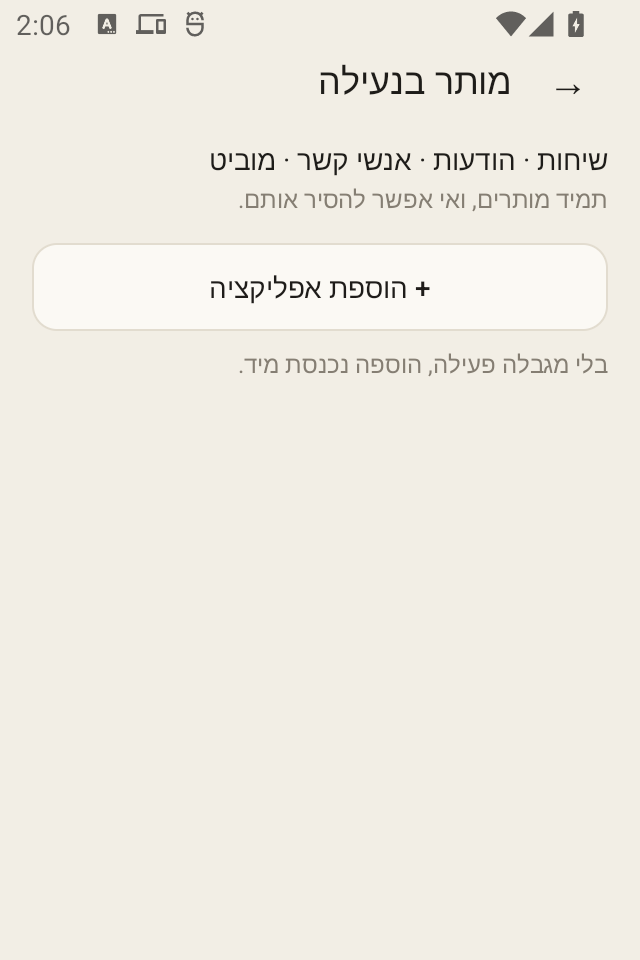 2:06
→ מותר בנעילה
שיחות · הודעות · אנשי קשר · מוביט
תמיד מותרים, ואי אפשר להסיר אותם.
+ הוספת אפליקציה
בלי מגבלה פעילה, הוספה נכנסת מיד.